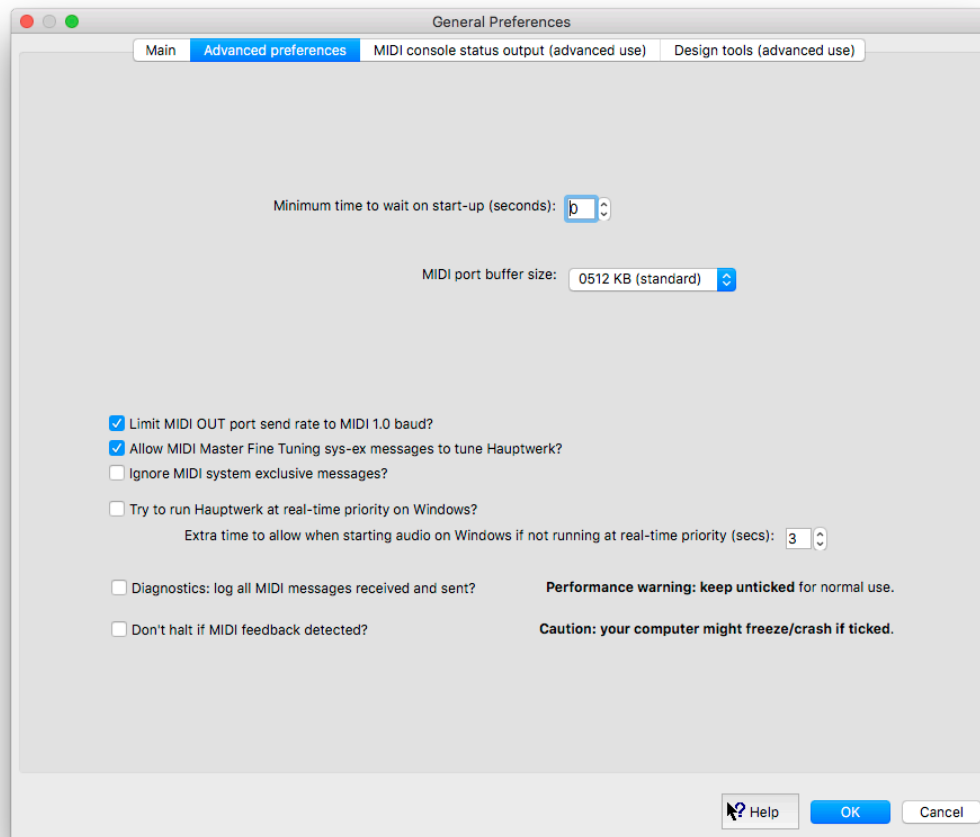 General Preferences
Main Advanced preferences MIDI console status output (advanced use) Design tools (advanced use)
Minimum time to wait on start-up (seconds): 0
MIDI port buffer size: 0512 KB (standard)
Limit MIDI OUT port send rate to MIDI 1.0 baud?
Allow MIDI Master Fine Tuning sys-ex messages to tune Hauptwerk?
Ignore MIDI system exclusive messages?
Try to run Hauptwerk at real-time priority on Windows?
Extra time to allow when starting audio on Windows if not running at real-time priority (secs): 3
Diagnostics: log all MIDI messages received and sent? Performance warning: keep unticked for normal use.
Don't halt if MIDI feedback detected? Caution: your computer might freeze/crash if ticked.
? Help OK Cancel